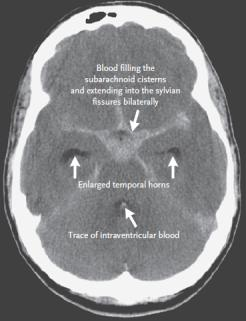 Blood filling the
subarachnoid cisterns
and extending into the sylvian
fissures bilaterally
Enlarged temporal horns
Trace of intraventricular blood